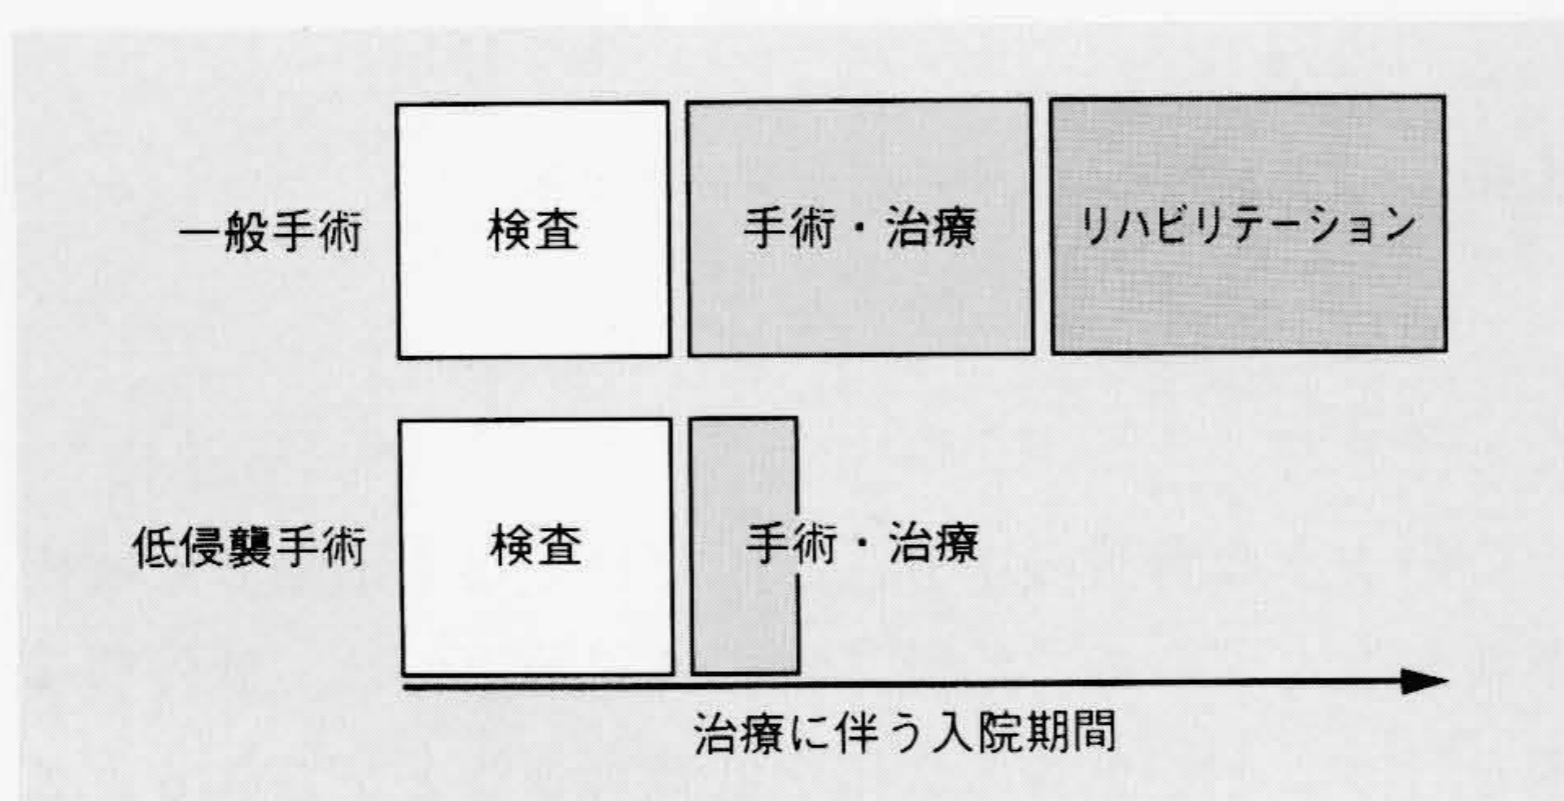 一般手術
検査
手術・治療
リハビリテーション
低侵襲手術
検査
手術・治療
治療に伴う入院期間